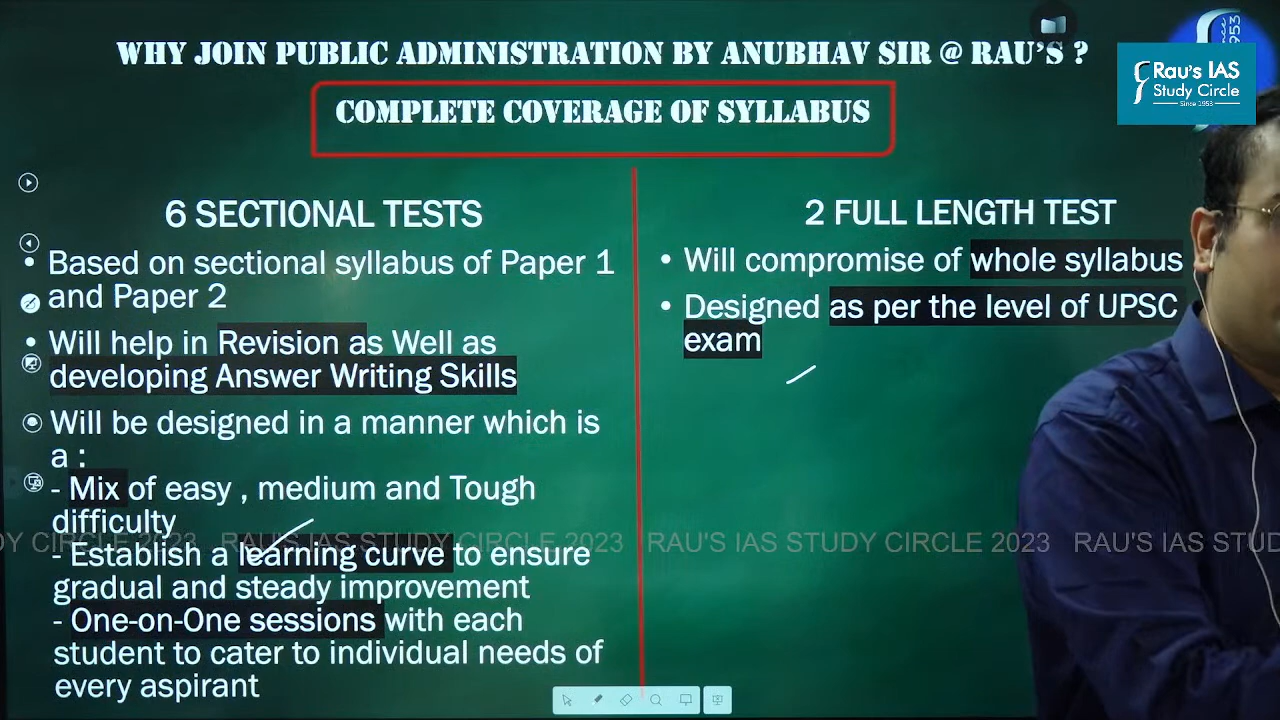 WHY JOIN PUBLIC ADMINISTRATION BY ANUBHAV SIR @ RAU'S ?
COMPLETE COVERAGE OF SYLLABUS
1953
Rau's IAS
Study Circle
Since 1953
6 SECTIONAL TESTS
• Based on sectional syllabus of Paper 1
and Paper 2
• Will help in Revision as Well as
developing Answer Writing Skills
Will be designed in a manner which is
a :
- Mix of easy , medium and Tough
difficulty
- Establish a learning curve to ensure
gradual and steady improvement
- One-on-One sessions with each
student to cater to individual needs of
every aspirant
2 FULL LENGTH TEST
• Will compromise of whole syllabus
• Designed as per the level of UPSC
exam
DY CIRCLE 2023 RAU'S IAS STUDY CIRCLE 2023 RAU'S IAS STUDY CIRCLE 2023 RAU'S IAS STUD